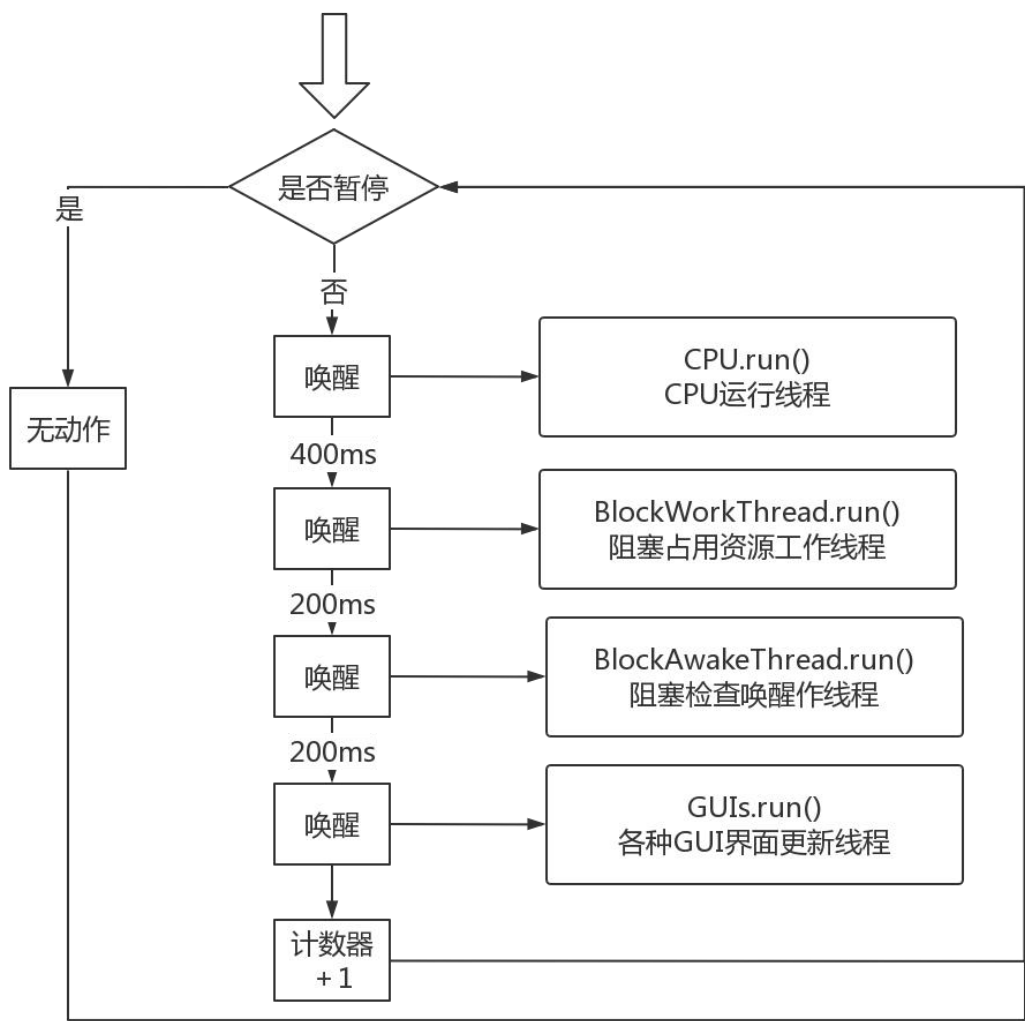 是否暂停
是
否
唤醒
CPU.run()
CPU运行线程
无动作
400ms
唤醒
BlockWorkThread.run()
阻塞占用资源工作线程
200ms
唤醒
BlockAwakeThread.run()
阻塞检查唤醒作线程
200ms
唤醒
GUIs.run()
各种GUI界面更新线程
计数器
+ 1